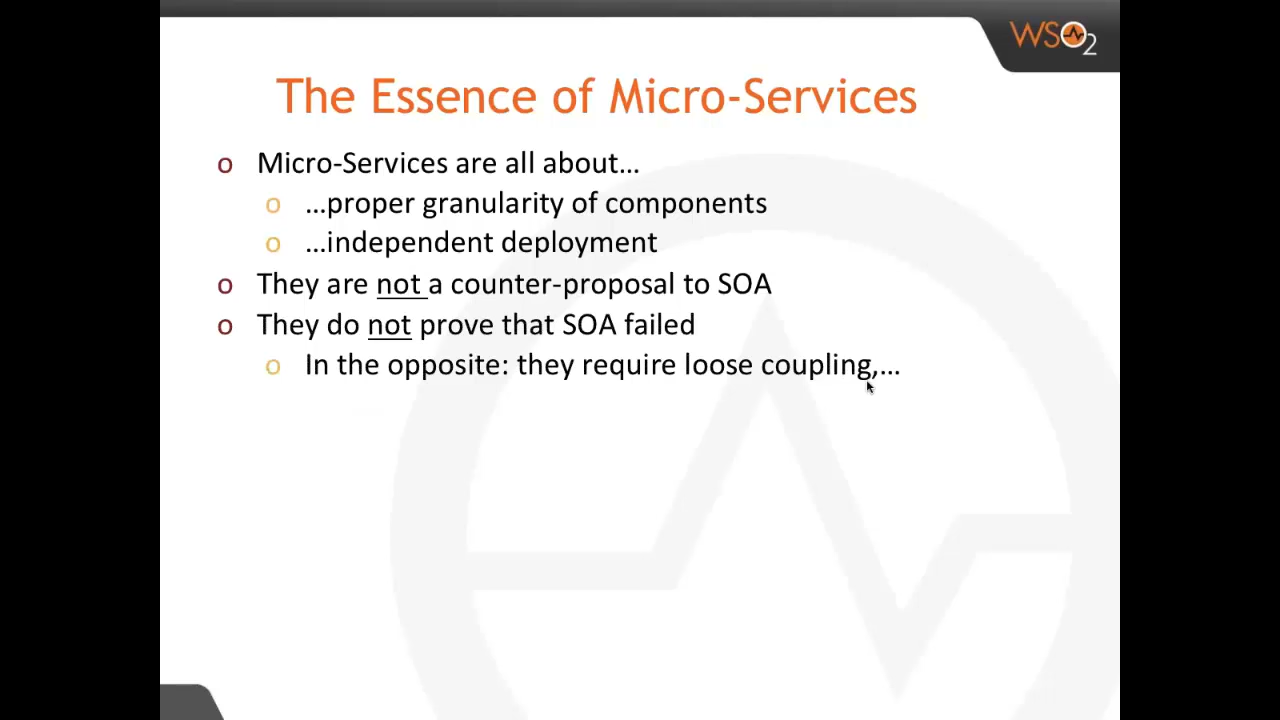 WSO2
The Essence of Micro-Services
o Micro-Services are all about…
o …proper granularity of components
o …independent deployment
o They are not a counter-proposal to SOA
o They do not prove that SOA failed
o In the opposite: they require loose coupling,…